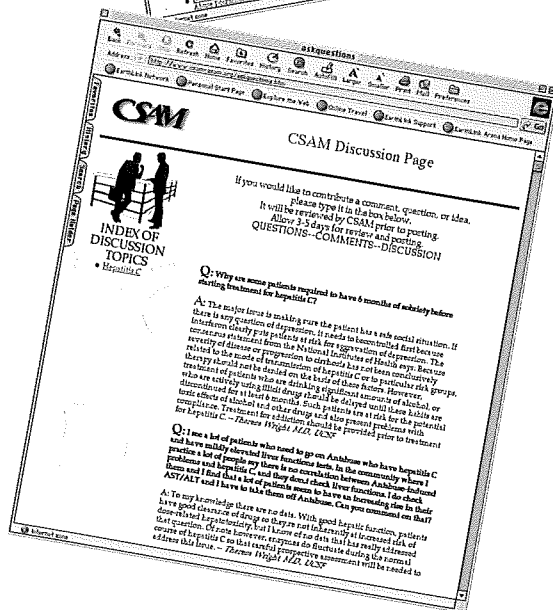 Internet zone
askquestions
Back Refresh Home Favorites History Search AutoFill Larger Smaller Print Mail Preferences
Address http://www.
Go
EarthLink Network Personal Start Page Explore the Web Online Travel EarthLink Support EarthLink Arena Home Page
Favorites
History
Search
Page Holder
CSAM
CSAM Discussion Page
If you would like to contribute a comment, question, or idea,
please type it in the box below.
It will be reviewed by CSAM prior to posting.
Allow 3-5 days for review and posting.
QUESTIONS--COMMENTS--DISCUSSION
INDEX OF
DISCUSSION
TOPICS
• Hepatitis C
Q: Why are some patients required to have 6 months of sobriety before
starting treatment for hepatitis C?
A: The major issue is making sure the patient has a safe social situation. If
there is any question of depression, it needs to be controlled first because
interferon clearly puts patients at risk for aggravation of depression. The
consensus statement from the National Institutes of Health says: Because
severity of disease or progression to cirrhosis has not been conclusively
related to the mode of transmission of hepatitis C or to particular risk groups,
therapy should not be denied on the basis of these factors. However,
treatment of patients who are drinking significant amounts of alcohol, or
who are actively using illicit drugs should be delayed until these habits are
discontinued for at least 6 months. Such patients are at risk for the potential
toxic effects of alcohol and other drugs and also present problems with
compliance. Treatment for addiction should be provided prior to treatment
for hepatitis C. -- Theresa Wright M.D., UCSF
Q: I see a lot of patients who need to go on Antabuse who have hepatitis C
and have mildly elevated liver functions tests. In the community where I
practice a lot of people say there is no correlation between Antabuse-induced
problems and hepatitis C, and they don't check liver functions. I do check
them and I find that a lot of patients seem to have an increasing rise in their
AST/ALT and I have to take them off Antabuse. Can you comment on that?
A: To my knowledge there are no data. With good hepatic function, patients
have good clearance of drugs so they're not inherently at increased risk of
dose-related hepatotoxicity, but I know of no data that has really addressed
that question. Of note however, enzymes do fluctuate during the normal
course of hepatitis C so that careful prospective assessment will be needed to
address this issue. -- Theresa Wright M.D., UCSF
Internet zone